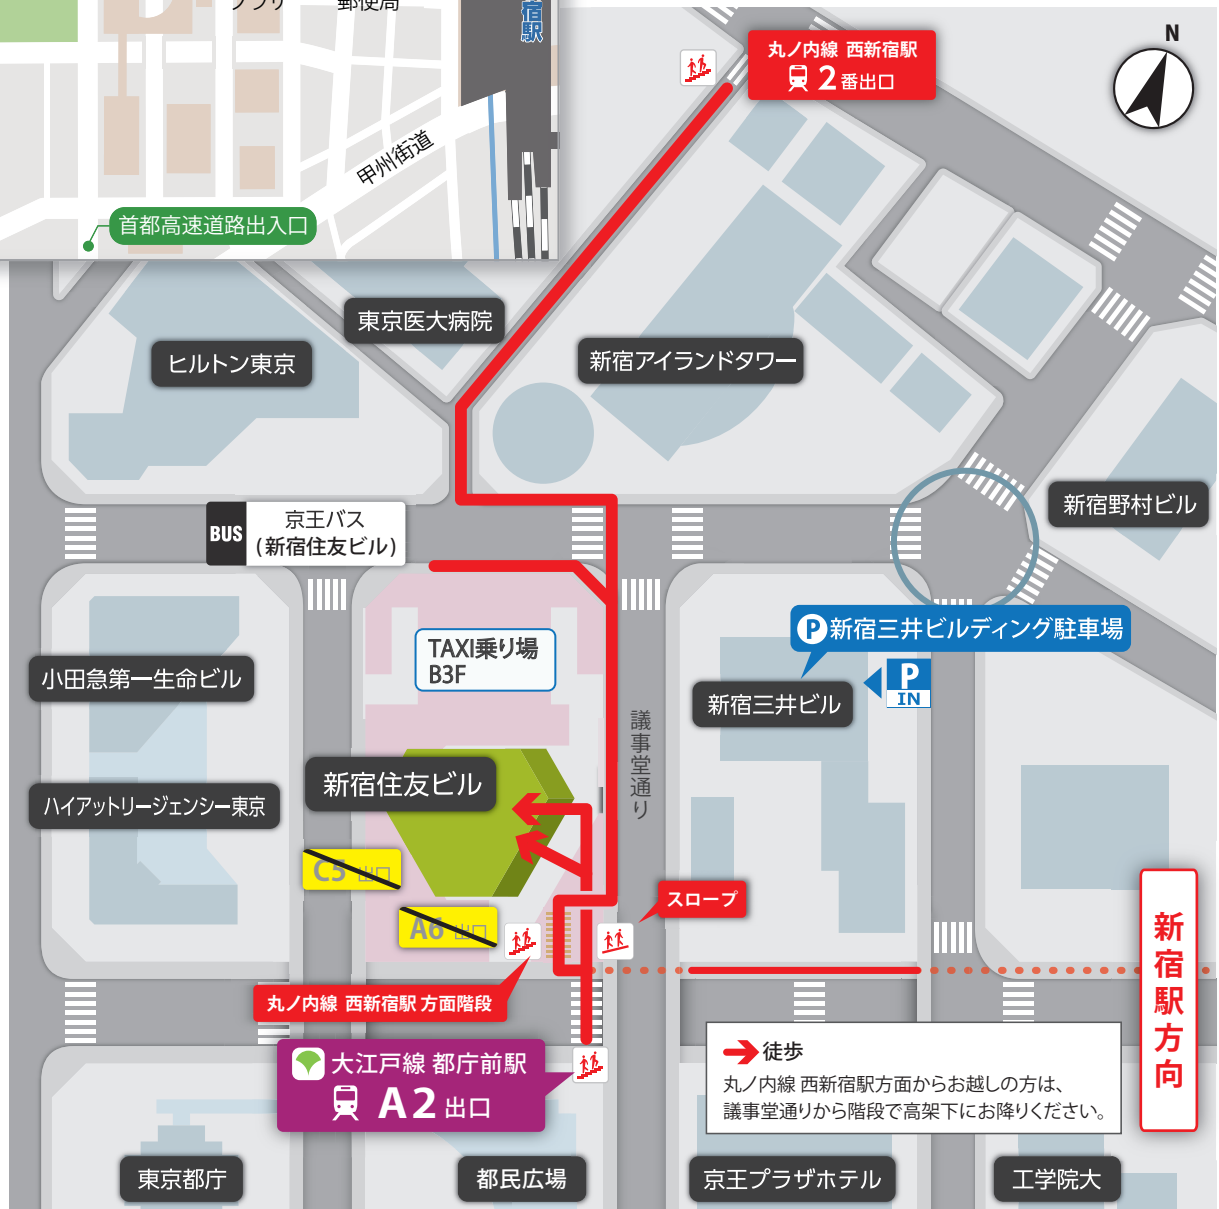 郵便局
宿駅
甲州街道
首都高速道路出入口
N
丸ノ内線 西新宿駅
2番出口
東京医大病院
ヒルトン東京
新宿アイランドタワー
新宿野村ビル
BUS
京王バス
(新宿住友ビル)
TAXI乗り場
B3F
P新宿三井ビルディング駐車場
P
IN
小田急第一生命ビル
新宿三井ビル
議事堂通り
新宿住友ビル
ハイアットリージェンシー東京
C5 出口
スロープ
A6 出口
新宿駅方向
丸ノ内線 西新宿駅 方面階段
大江戸線 都庁前駅
A2出口
徒歩
丸ノ内線 西新宿駅方面からお越しの方は、
議事堂通りから階段で高架下にお降りください。
東京都庁
都民広場
京王プラザホテル
工学院大